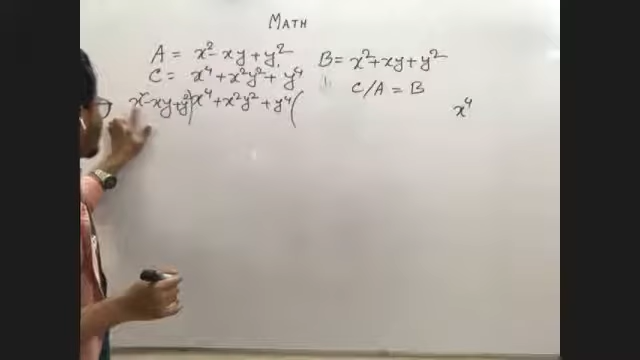 MATH
A = x² - xy + y² B = x² + xy + y²
C = x⁴ + x²y² + y⁴
C/A = B
x² - xy + y²) x⁴ + x²y² + y⁴ (
x⁴